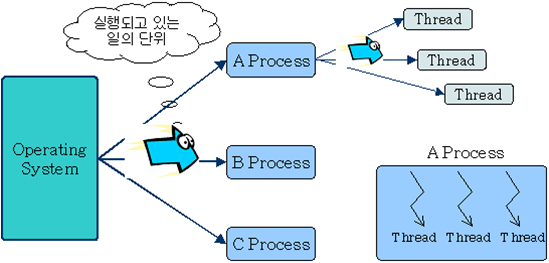 실행되고 있는
일의 단위
Operating
System
A Process
B Process
C Process
Thread
Thread
Thread
A Process
Thread Thread Thread